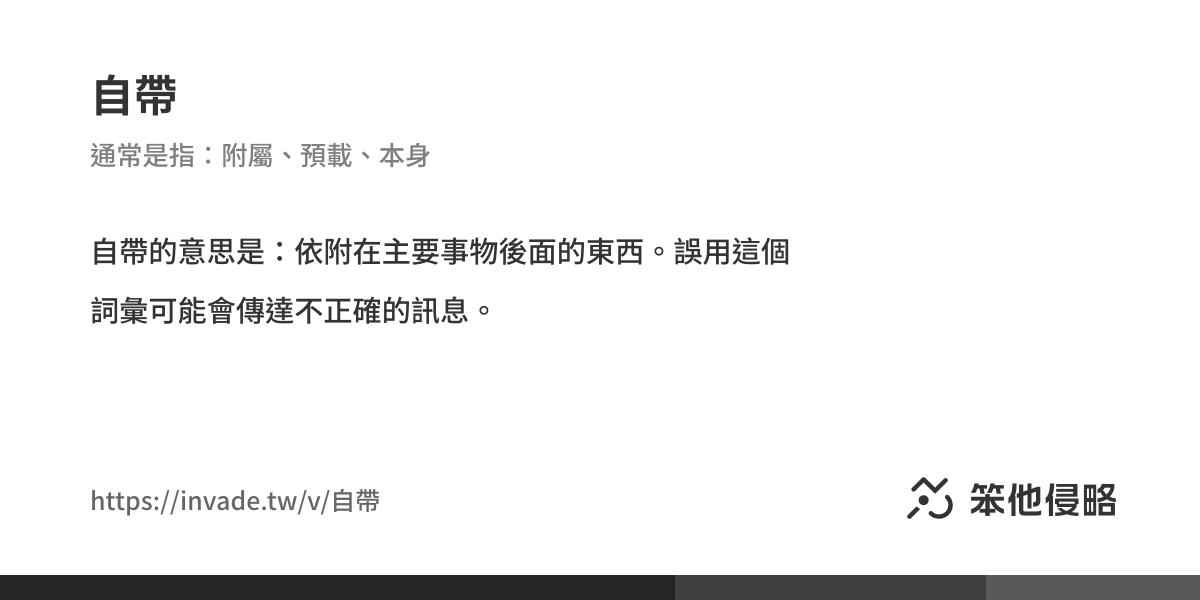 自帶
通常是指：附屬、預載、本身
自帶的意思是：依附在主要事物後面的東西。誤用這個
詞彙可能會傳達不正確的訊息。
https://invade.tw/v/自帶
笨他侵略